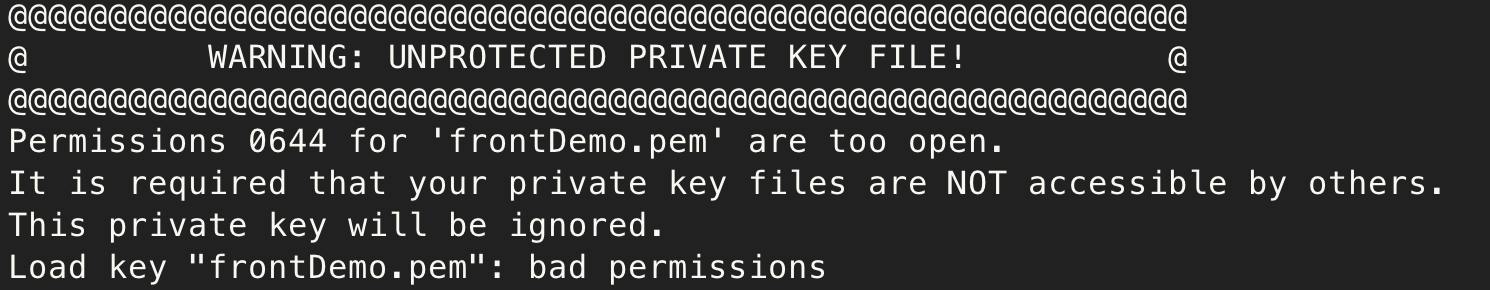 @@@@@@@@@@@@@@@@@@@@@@@@@@@@@@@@@@@@@@@@@@@@@@@@@@@@@@@@@@@
@         WARNING: UNPROTECTED PRIVATE KEY FILE!          @
@@@@@@@@@@@@@@@@@@@@@@@@@@@@@@@@@@@@@@@@@@@@@@@@@@@@@@@@@@@
Permissions 0644 for 'frontDemo.pem' are too open.
It is required that your private key files are NOT accessible by others.
This private key will be ignored.
Load key "frontDemo.pem": bad permissions